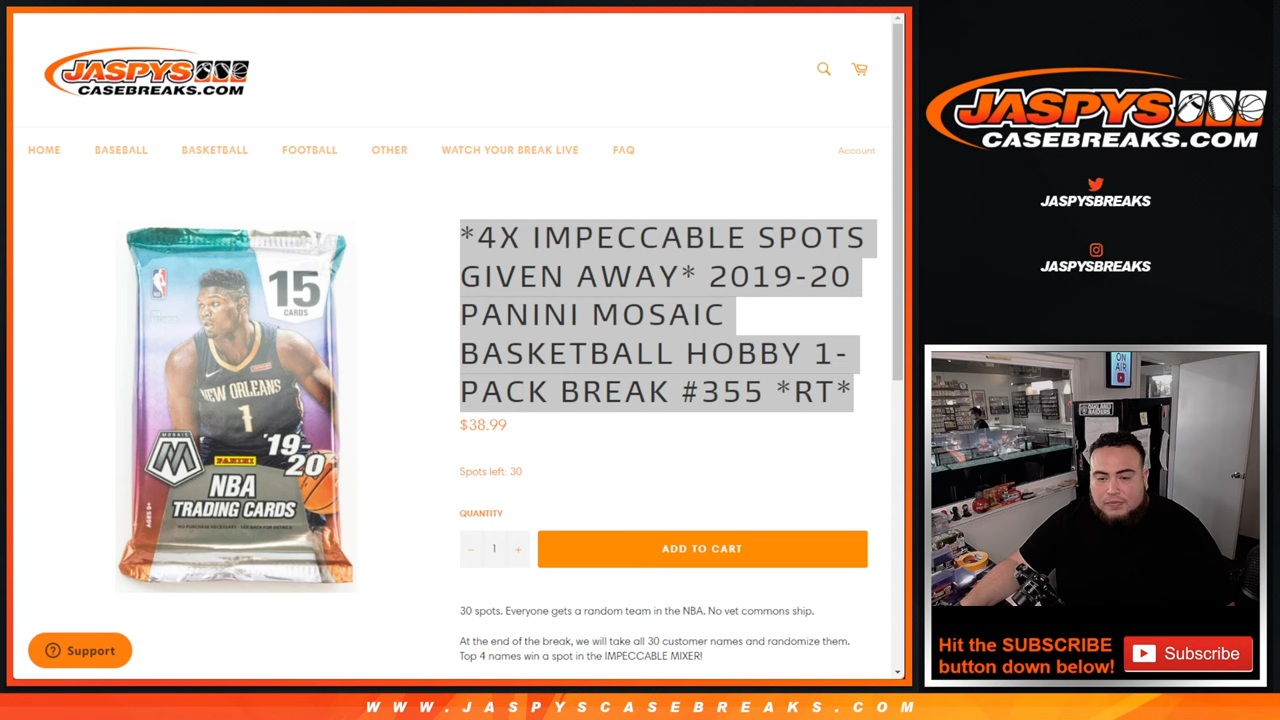 JASPYS
CASEBREAKS.COM
HOME
BASEBALL
BASKETBALL
FOOTBALL
OTHER
WATCH YOUR BREAK LIVE
FAQ
Account
15
CARDS
NEW ORLEANS
1
MOSAIC
'19-
20
PANINI
NBA
TRADING CARDS
AGES 9+
*4X IMPECCABLE SPOTS
GIVEN AWAY* 2019-20
PANINI MOSAIC
BASKETBALL HOBBY 1-
PACK BREAK #355 *RT*
$38.99
Spots left: 30
QUANTITY
− 1 +
ADD TO CART
30 spots. Everyone gets a random team in the NBA. No vet commons ship.
At the end of the break, we will take all 30 customer names and randomize them.
Top 4 names win a spot in the IMPECCABLE MIXER!
Support
JASPYS
CASEBREAKS.COM
JASPYSBREAKS
JASPYSBREAKS
ON
AIR
OAKLAND
RAIDERS
Hit the SUBSCRIBE
button down below!
Subscribe
WWW.JASPYSCASEBREAKS.COM